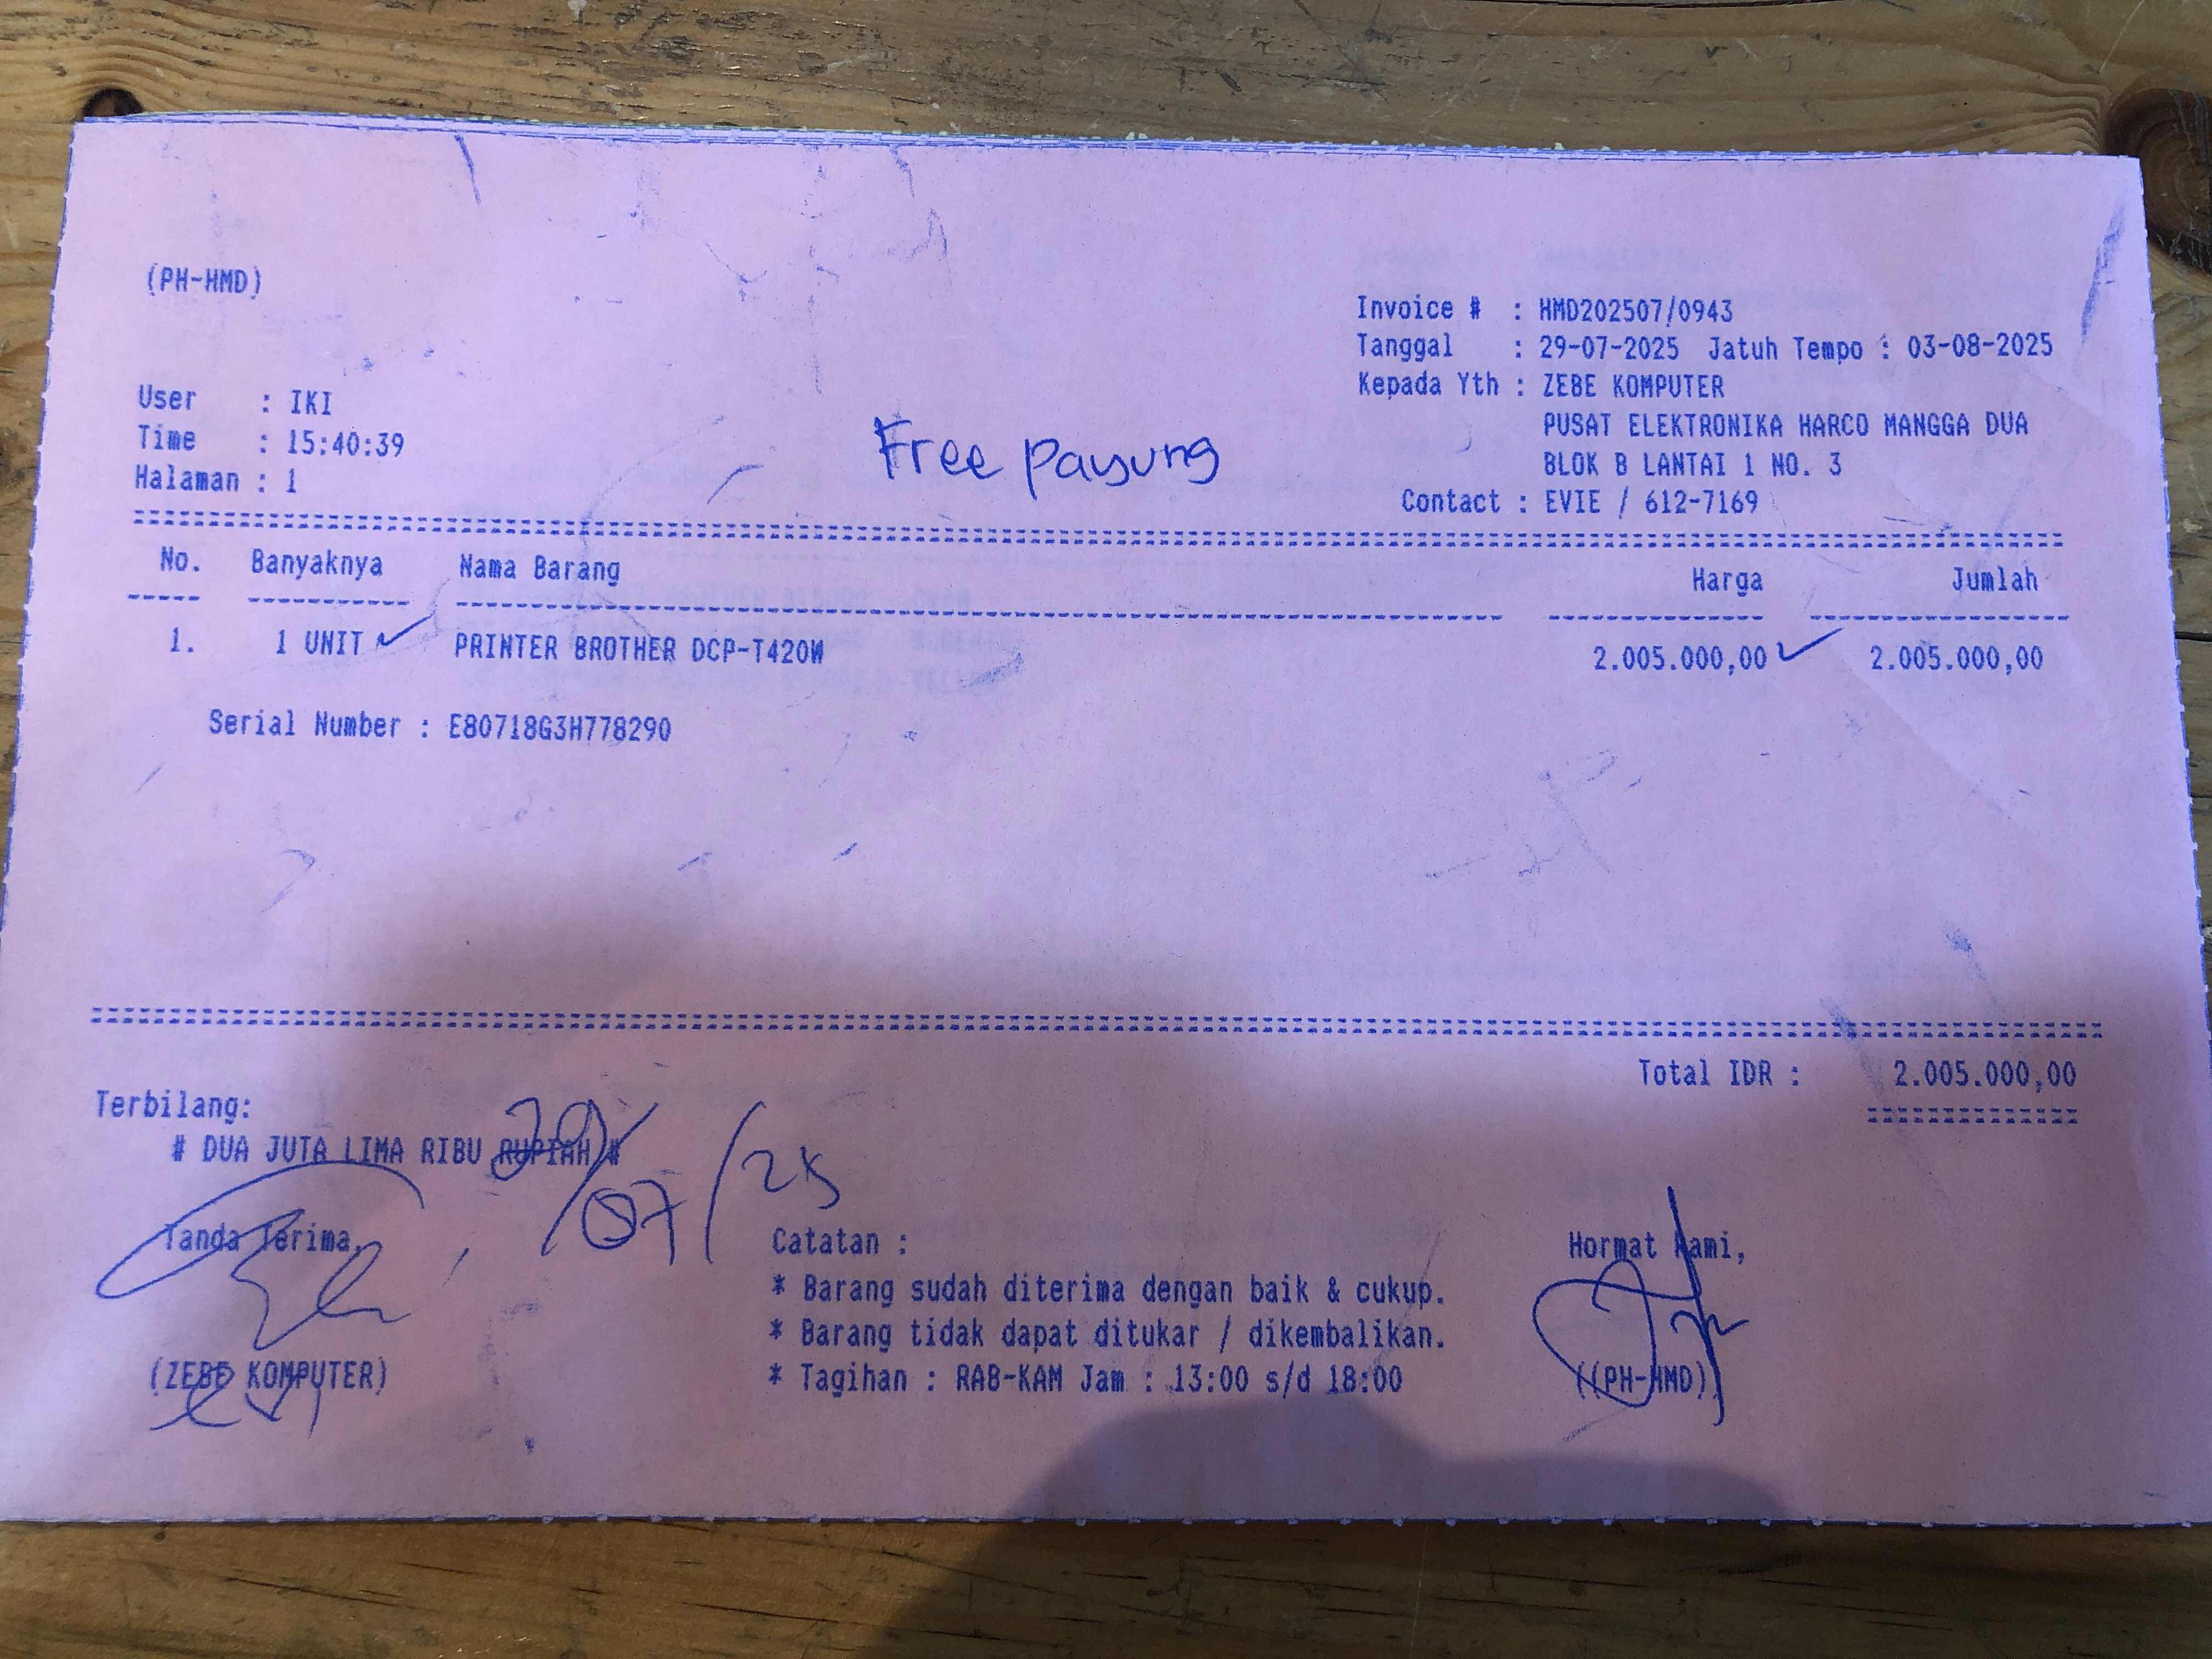 (PH-HMD)
Invoice # : HMD202507/0943
Tanggal : 29-07-2025 Jatuh Tempo : 03-08-2025
Kepada Yth : ZEBE KOMPUTER
PUSAT ELEKTRONIKA HARCO MANGGA DUA
BLOK B LANTAI 1 NO. 3
Contact : EVIE / 612-7169
User : IKI
Time : 15:40:39
Halaman : 1
Free payung
No. Banyaknya Nama Barang Harga Jumlah
1. 1 UNIT PRINTER BROTHER DCP-T420W 2.005.000,00 2.005.000,00
Serial Number : E80718G3H778290
Total IDR : 2.005.000,00
Terbilang:
# DUA JUTA LIMA RIBU RUPIAH #
29/07/25
Tanda Terima,
(ZEBE KOMPUTER)
Catatan :
* Barang sudah diterima dengan baik & cukup.
* Barang tidak dapat ditukar / dikembalikan.
* Tagihan : RAB-KAM Jam : 13:00 s/d 18:00
Hormat Kami,
((PH-HMD))